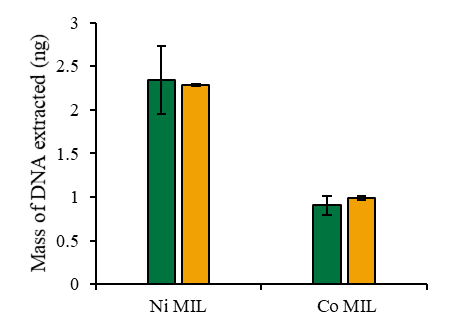 Mass of DNA extracted (ng)
3
2.5
2
1.5
1
0.5
0
Ni MIL
Co MIL